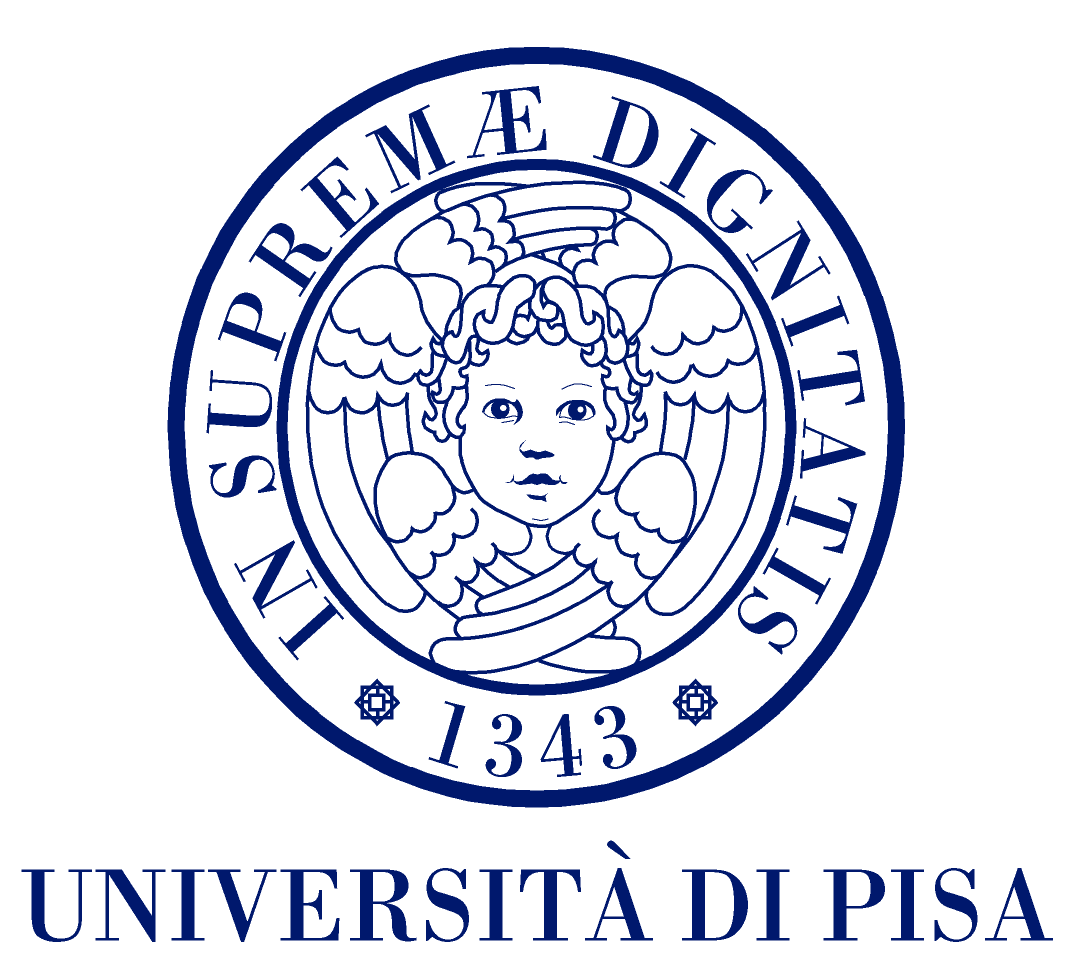 IN SUPREMÆ DIGNITATIS
1343
UNIVERSITÀ DI PISA